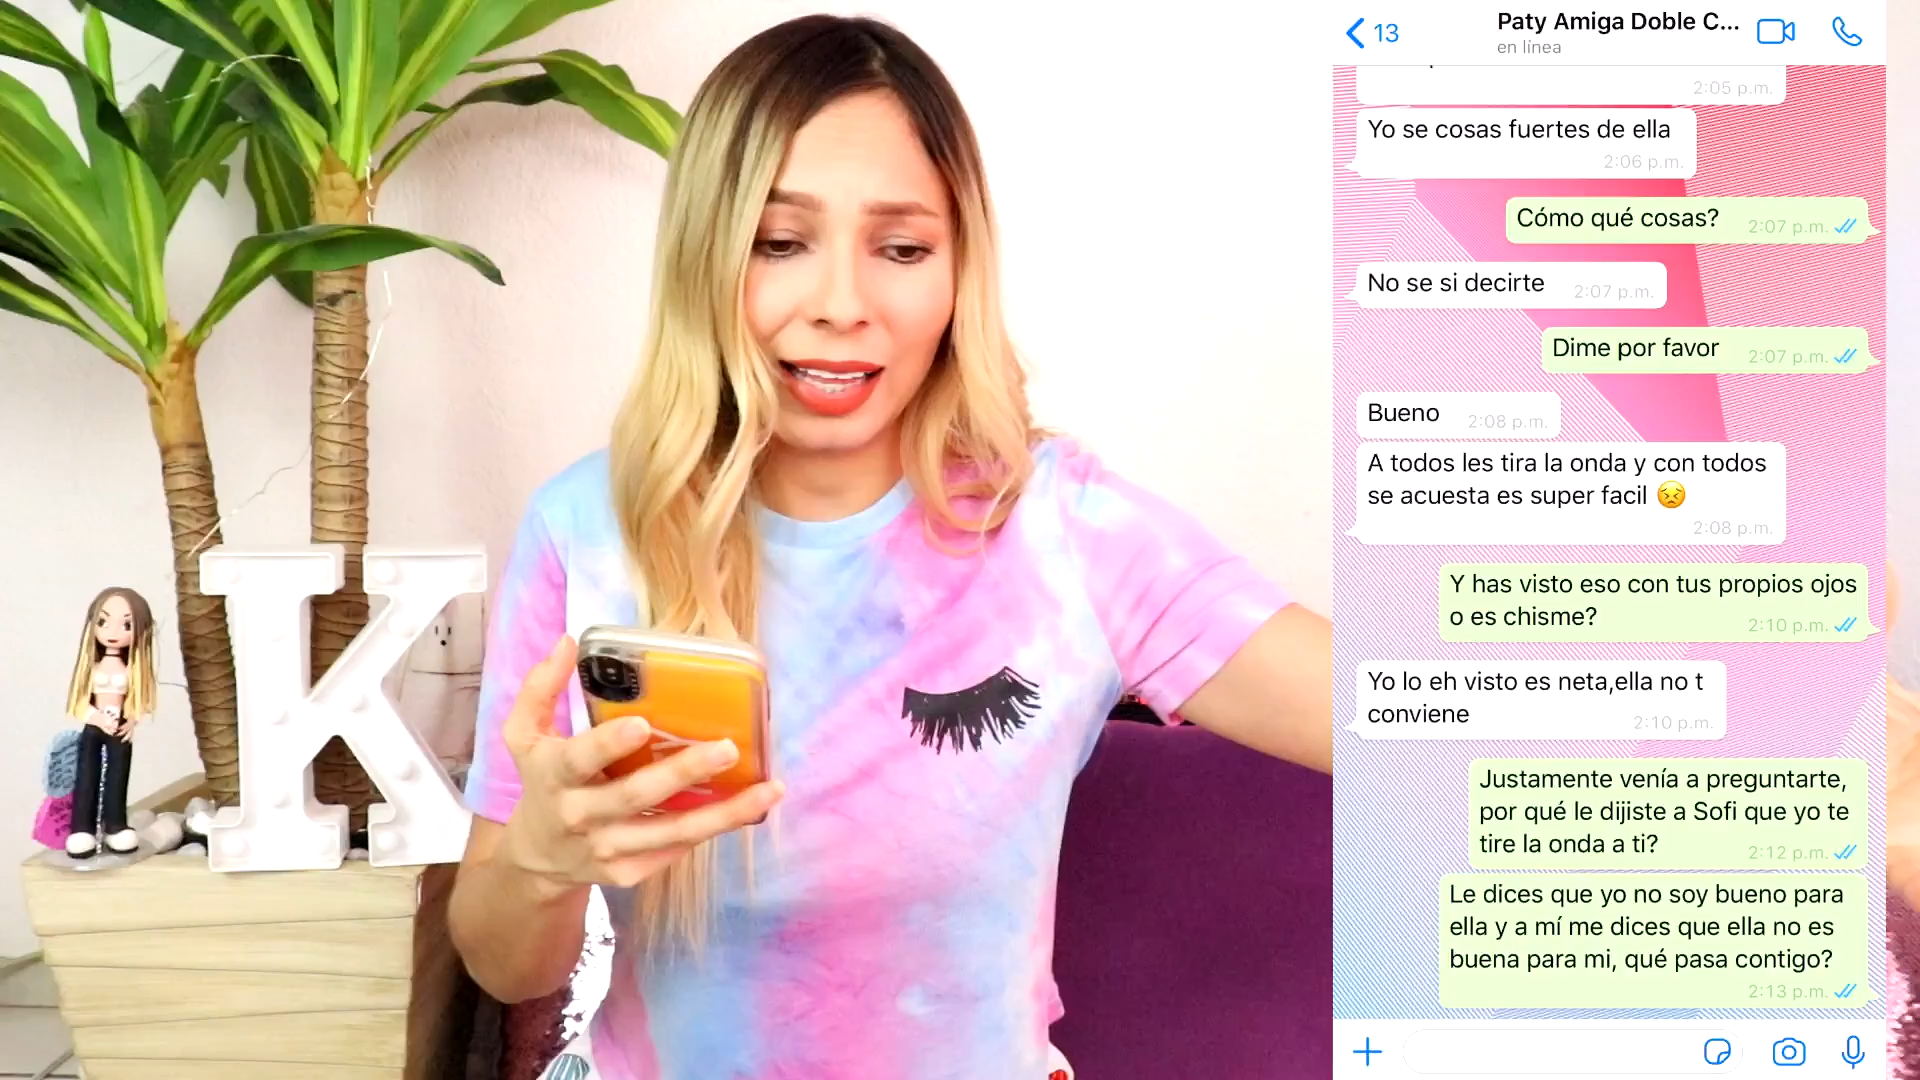 13
Paty Amiga Doble C...
en línea
2:05 p.m.
Yo se cosas fuertes de ella
2:06 p.m.
Cómo qué cosas?
2:07 p.m.
No se si decirte
2:07 p.m.
Dime por favor
2:07 p.m.
Bueno
2:08 p.m.
A todos les tira la onda y con todos
se acuesta es super facil 😣
2:08 p.m.
Y has visto eso con tus propios ojos
o es chisme?
2:10 p.m.
Yo lo eh visto es neta,ella no t
conviene
2:10 p.m.
Justamente venía a preguntarte,
por qué le dijiste a Sofi que yo te
tire la onda a ti?
2:12 p.m.
Le dices que yo no soy bueno para
ella y a mí me dices que ella no es
buena para mi, qué pasa contigo?
2:13 p.m.
K